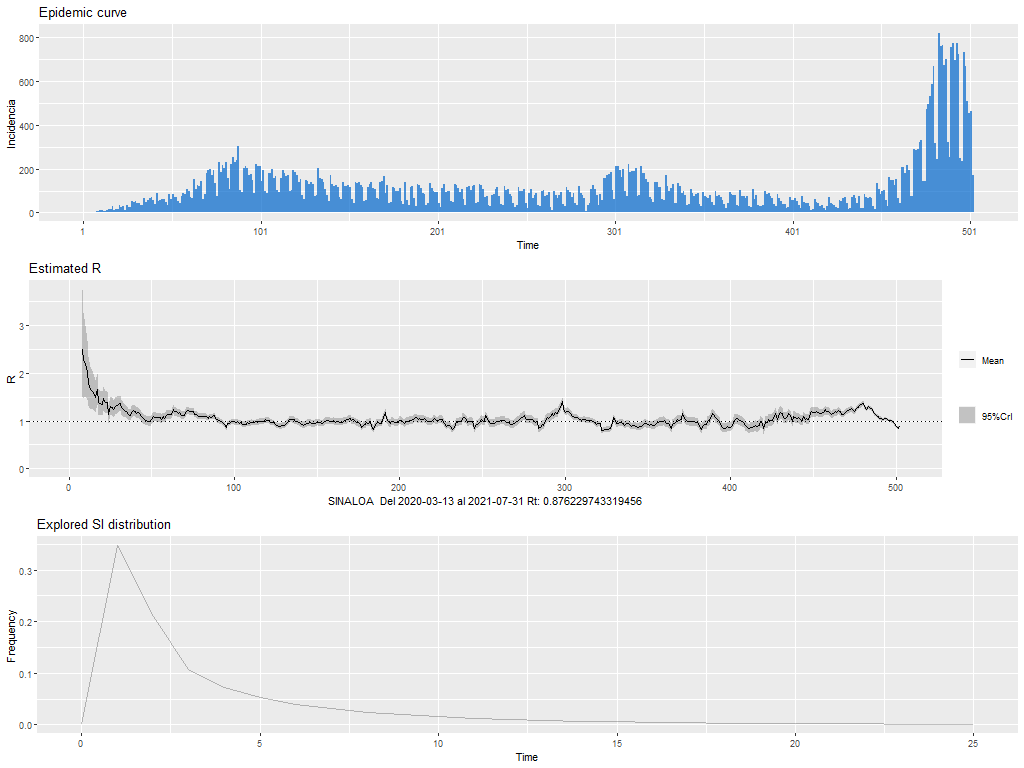 Epidemic curve
Incidencia
800
600
400
200
0
1 101 201 301 401 501
Time
Estimated R
R
3
2
1
0
Mean
95%CrI
0 100 200 300 400 500
SINALOA Del 2020-03-13 al 2021-07-31 Rt: 0.876229743319456
Explored SI distribution
Frequency
0.3
0.2
0.1
0.0
0 5 10 15 20 25
Time